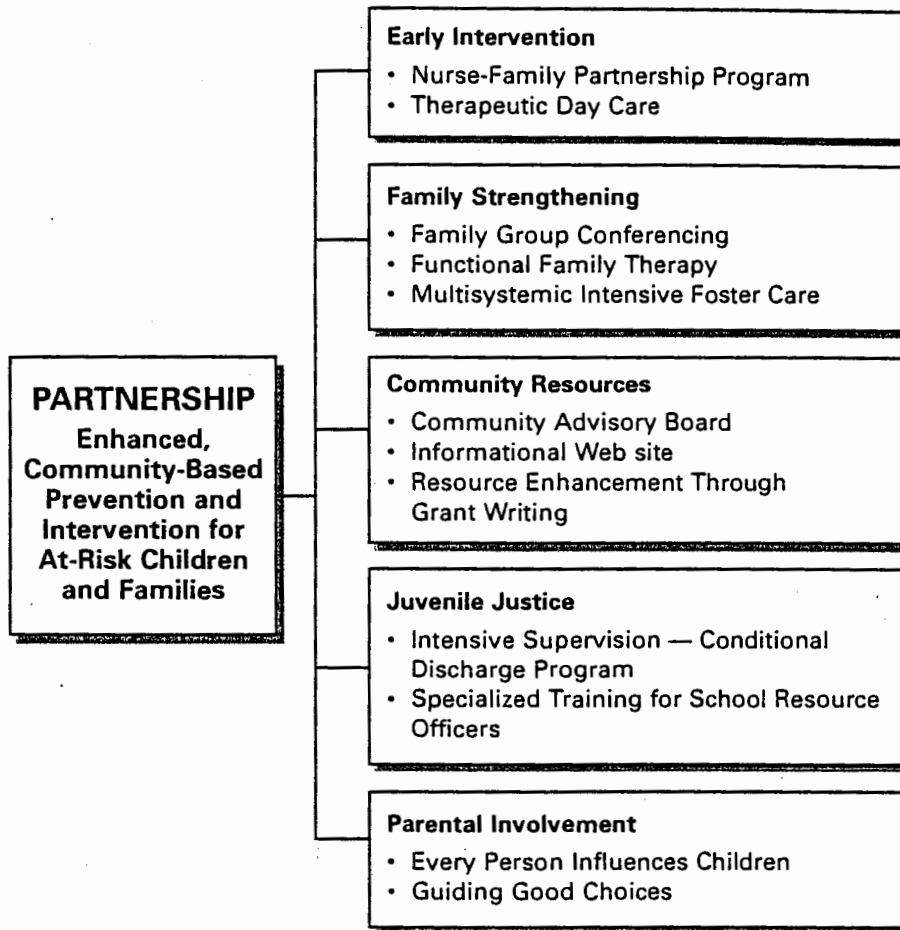 PARTNERSHIP
Enhanced,
Community-Based
Prevention and
Intervention for
At-Risk Children
and Families
Early Intervention
• Nurse-Family Partnership Program
• Therapeutic Day Care
Family Strengthening
• Family Group Conferencing
• Functional Family Therapy
• Multisystemic Intensive Foster Care
Community Resources
• Community Advisory Board
• Informational Web site
• Resource Enhancement Through
Grant Writing
Juvenile Justice
• Intensive Supervision — Conditional
Discharge Program
• Specialized Training for School Resource
Officers
Parental Involvement
• Every Person Influences Children
• Guiding Good Choices